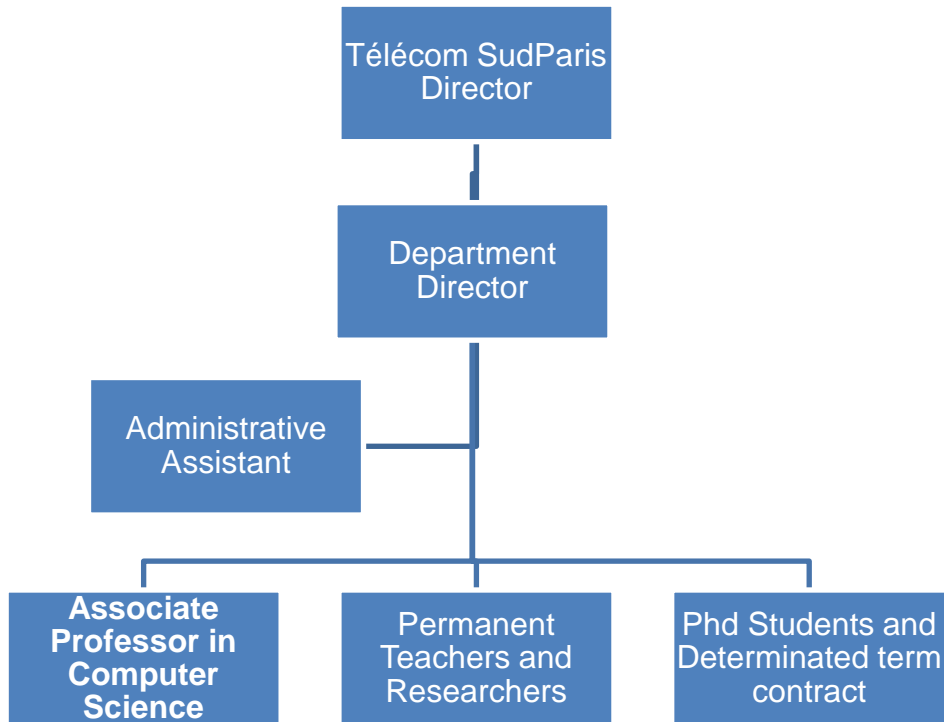 Télécom SudParis
Director
Department
Director
Administrative
Assistant
Associate
Professor in
Computer
Science
Permanent
Teachers and
Researchers
Phd Students and
Determinated term
contract